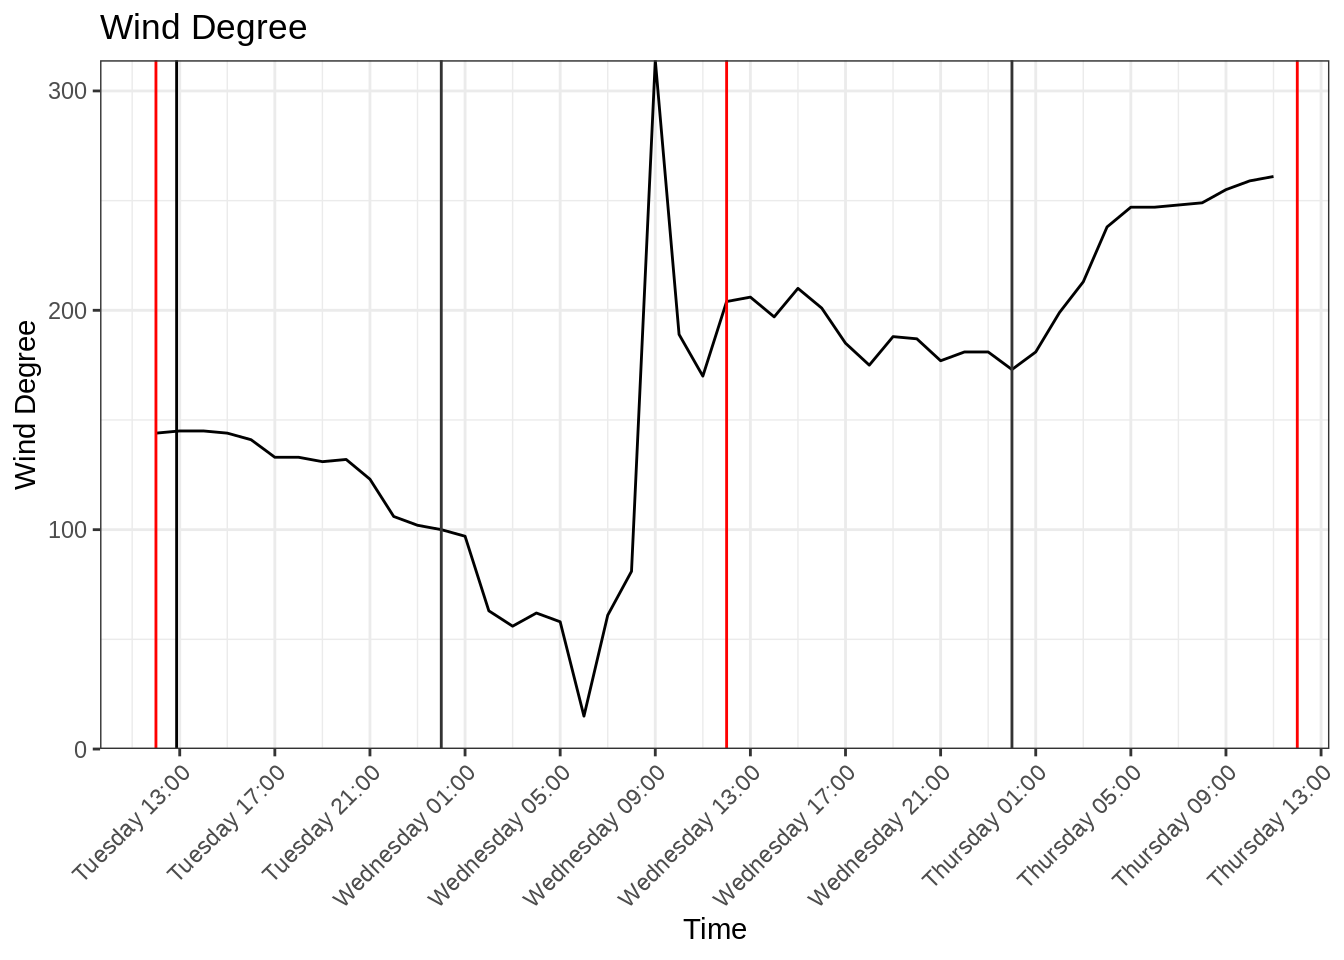 Wind Degree
300
200
100
0
Wind Degree
Tuesday 13:00
Tuesday 17:00
Tuesday 21:00
Wednesday 01:00
Wednesday 05:00
Wednesday 09:00
Wednesday 13:00
Wednesday 17:00
Wednesday 21:00
Thursday 01:00
Thursday 05:00
Thursday 09:00
Thursday 13:00
Time